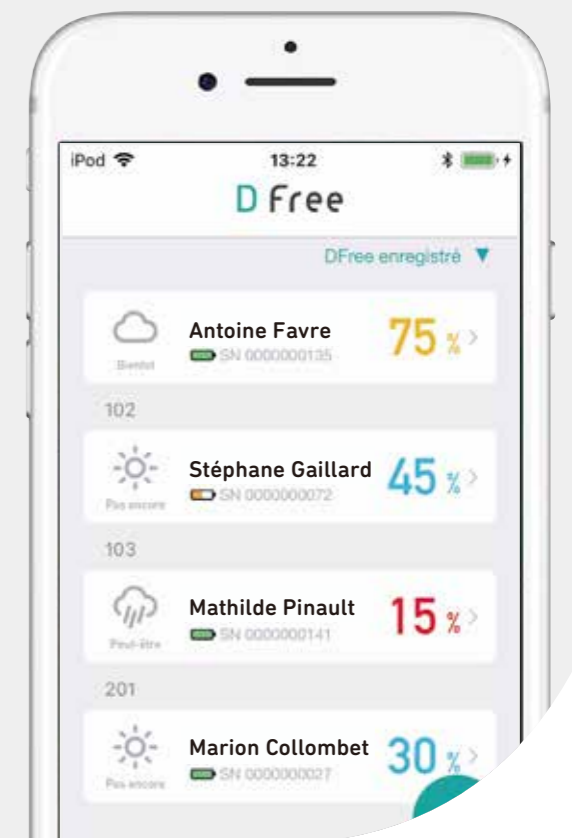 iPod 13:22
D Free
DFree enregistré ▼
Antoine Favre 75 %
Bientot SN 0000000135
102
Stéphane Gaillard 45 %
Pas encore SN 0000000072
103
Mathilde Pinault 15 %
Peut-être SN 0000000141
201
Marion Collombet 30 %
Pas encore SN 0000000027